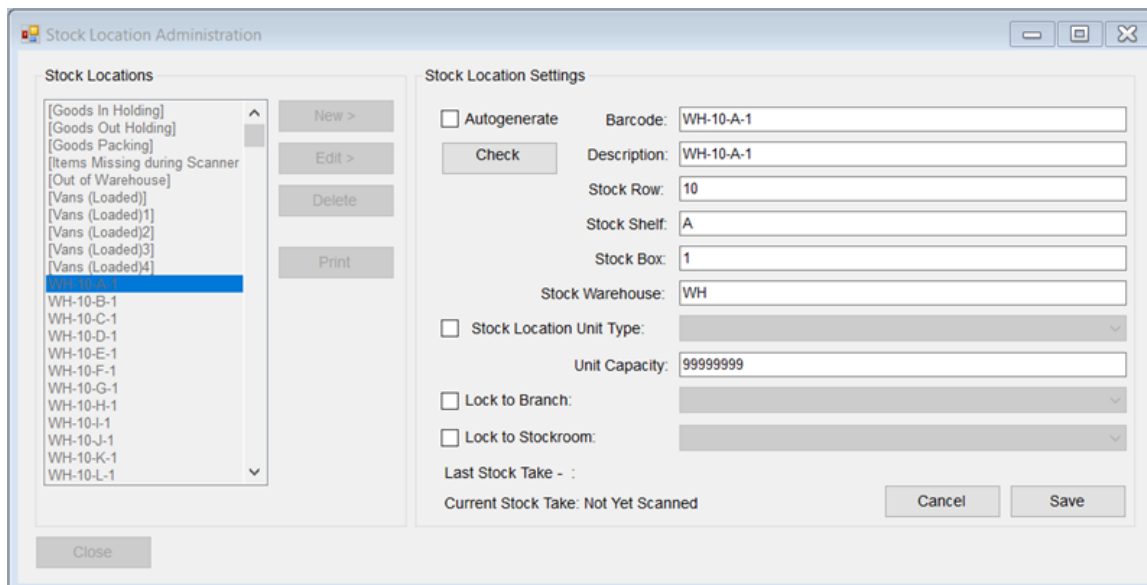 Stock Location Administration
Stock Locations
[Goods In Holding]
[Goods Out Holding]
[Goods Packing]
[Items Missing during Scanner
[Out of Warehouse]
[Vans (Loaded)]
[Vans (Loaded)1]
[Vans (Loaded)2]
[Vans (Loaded)3]
[Vans (Loaded)4]
WH-10-A-1
WH-10-B-1
WH-10-C-1
WH-10-D-1
WH-10-E-1
WH-10-F-1
WH-10-G-1
WH-10-H-1
WH-10-I-1
WH-10-J-1
WH-10-K-1
WH-10-L-1
New >
Edit >
Delete
Print
Close
Stock Location Settings
Autogenerate Barcode: WH-10-A-1
Check Description: WH-10-A-1
Stock Row: 10
Stock Shelf: A
Stock Box: 1
Stock Warehouse: WH
Stock Location Unit Type:
Unit Capacity: 99999999
Lock to Branch:
Lock to Stockroom:
Last Stock Take - :
Current Stock Take: Not Yet Scanned
Cancel Save